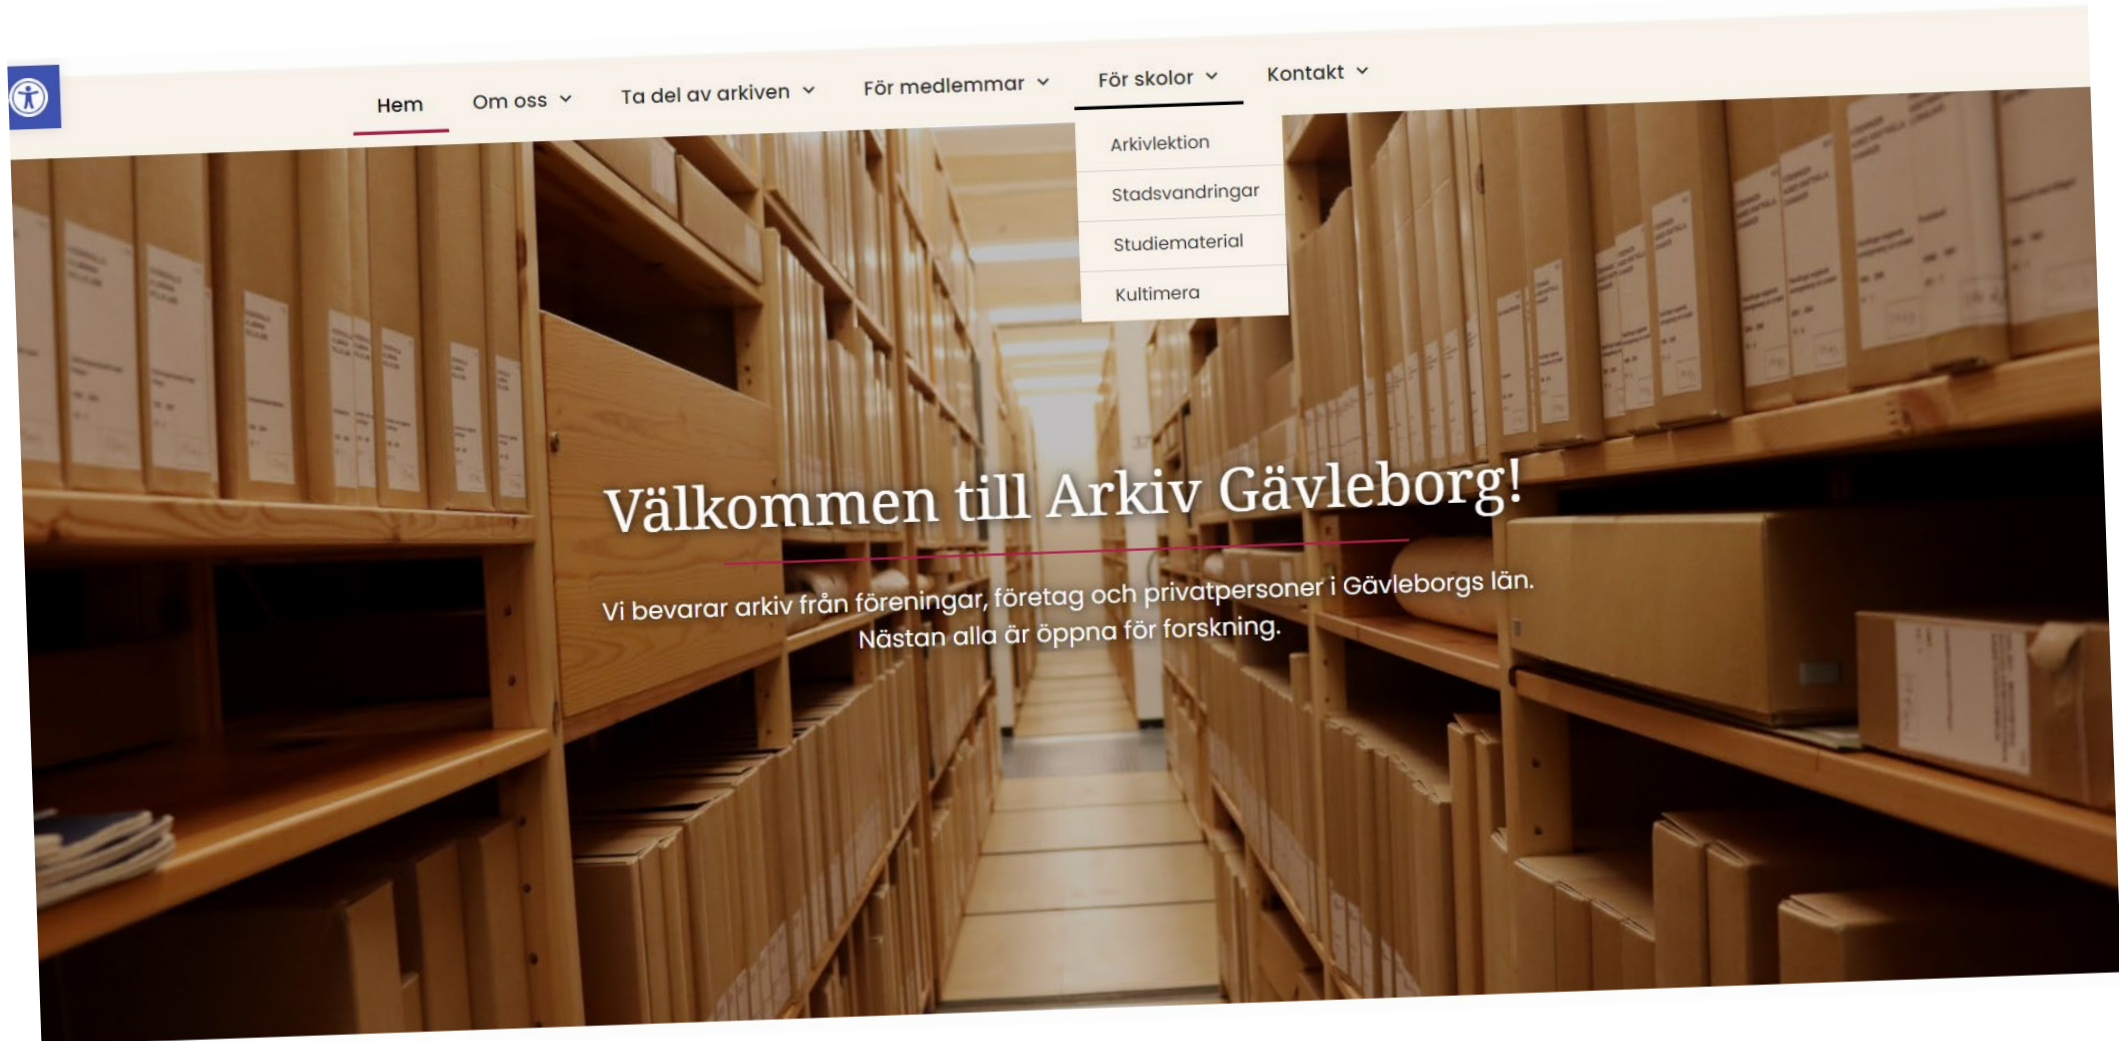 Hem Om oss Ta del av arkiven För medlemmar För skolor Kontakt
Arkivlektion
Stadsvandringar
Studiematerial
Kultimera
Välkommen till Arkiv Gävleborg!
Vi bevarar arkiv från föreningar, företag och privatpersoner i Gävleborgs län.
Nästan alla är öppna för forskning.